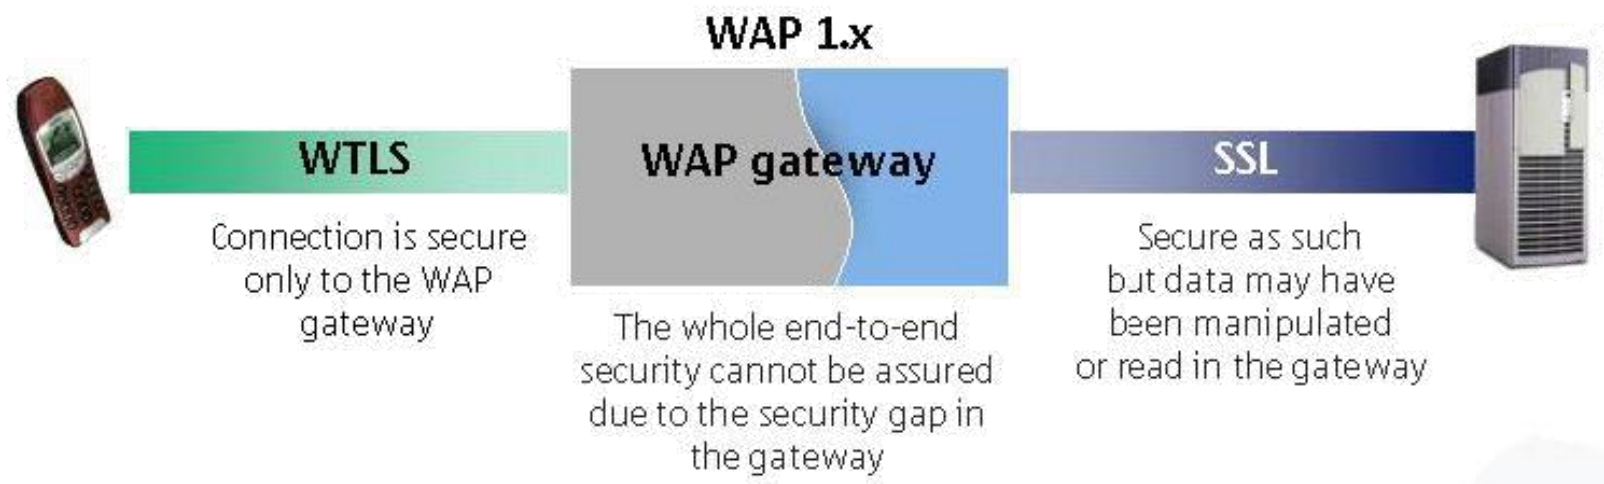 WAP 1.x
WTLS
WAP gateway
SSL
Connection is secure
only to the WAP
gateway
The whole end-to-end
security cannot be assured
due to the security gap in
the gateway
Secure as such
but data may have
been manipulated
or read in the gateway